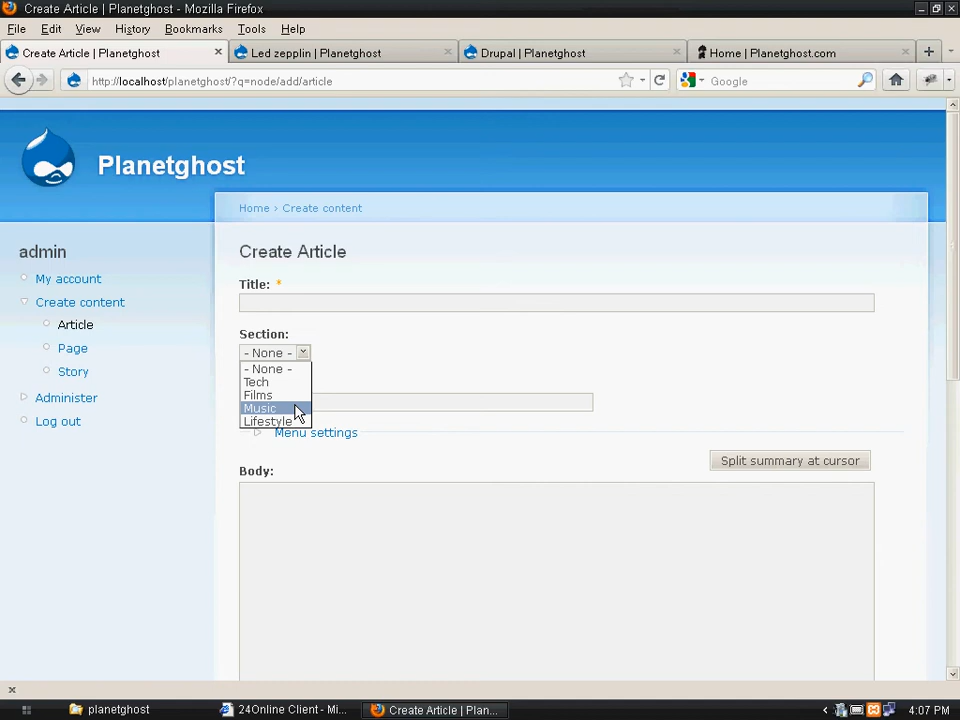 Create Article | Planetghost - Mozilla Firefox
File Edit View History Bookmarks Tools Help
Create Article | Planetghost
Led zepplin | Planetghost
Drupal | Planetghost
Home | Planetghost.com
http://localhost/planetghost/?q=node/add/article
Google
Planetghost
Home › Create content
admin
My account
Create content
Article
Page
Story
Administer
Log out
Create Article
Title: *
Section:
- None -
- None -
Tech
Films
Music
Lifestyle
Menu settings
Split summary at cursor
Body:
planetghost
24Online Client - Mi...
Create Article | Plan...
4:07 PM